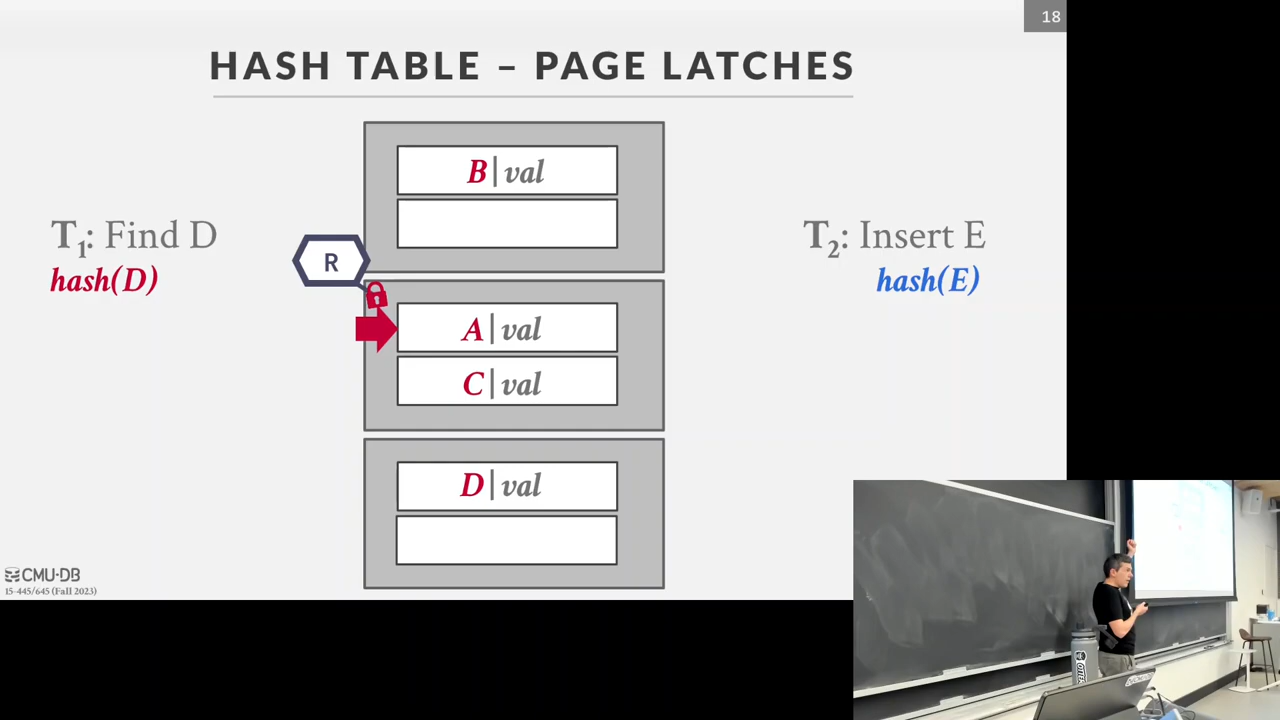 18
HASH TABLE – PAGE LATCHES
B|val
T1: Find D
hash(D)
R
T2: Insert E
hash(E)
A|val
C|val
D|val
CMU·DB
15-445/645 (Fall 2023)